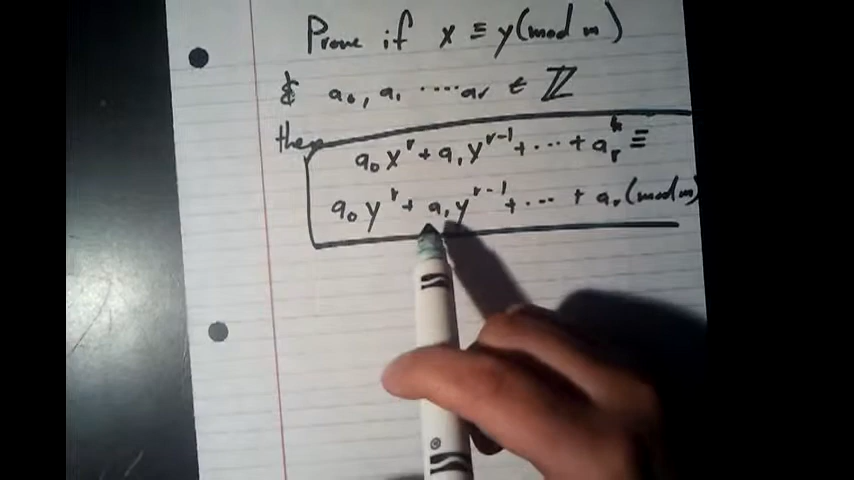 Prove if x ≡ y (mod m)
& a₀, a₁ ..... aᵣ ∈ ℤ
then
a₀xʳ + a₁yʳ⁻¹ + ... + aᵣ ≡
a₀yʳ + a₁yʳ⁻¹ + ... + aᵣ (mod m)